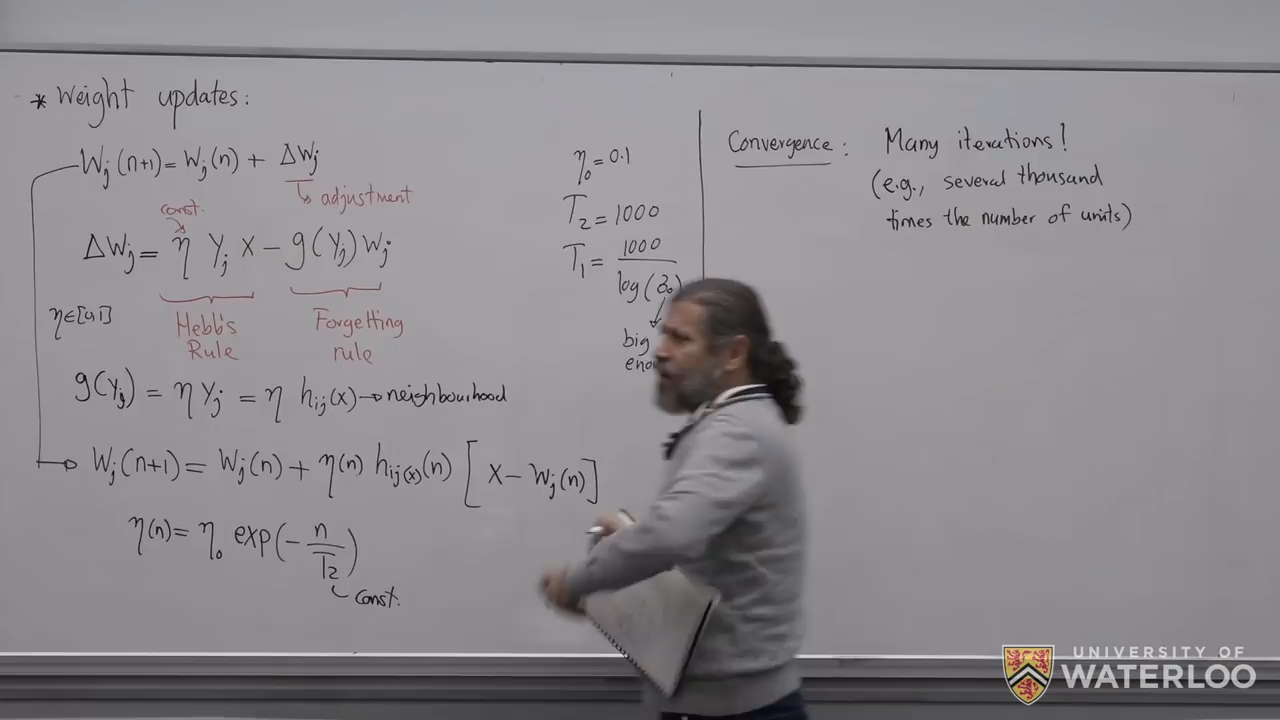 * Weight updates:
Wj(n+1) = Wj(n) + ΔWj
↳ adjustment
const.
ΔWj = η Yj X − g(Yj) Wj
η∈[0,1]
Hebb's
Rule
Forgetting
rule
g(Yj) = η Yj = η hij(x) → neighbourhood
Wj(n+1) = Wj(n) + η(n) hij(x)(n) [ X − Wj(n) ]
η(n) = η₀ exp(− n/T₂)
const.
η₀ = 0.1
T₂ = 1000
T₁ = 1000 / log(σ₀)
big
Convergence : Many iterations!
(e.g., several thousand
times the number of units)
UNIVERSITY OF
WATERLOO